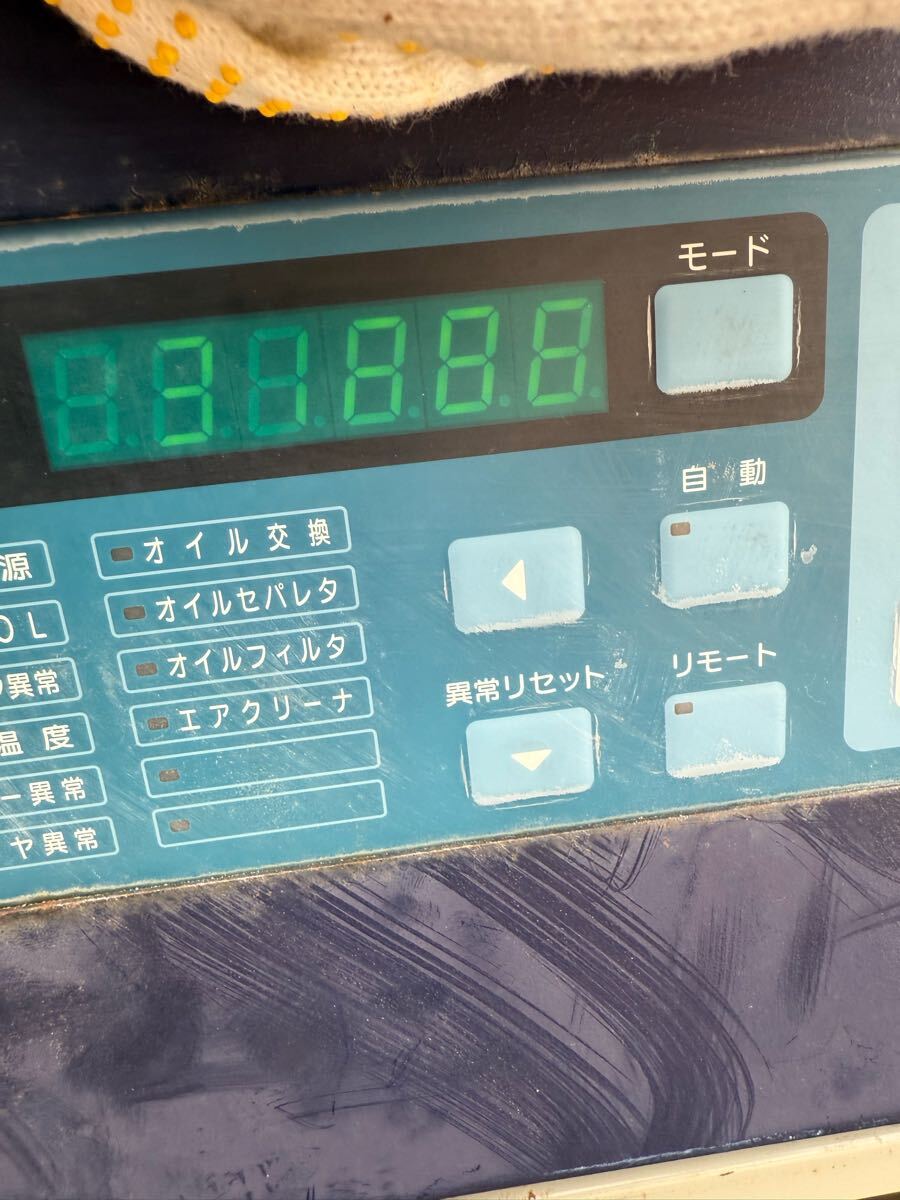 モード
自動
源
オイル交換
OL
オイルセパレタ
異常
オイルフィルタ
温度
エアクリーナ
ー異常
ヤ異常
異常リセット
リモート